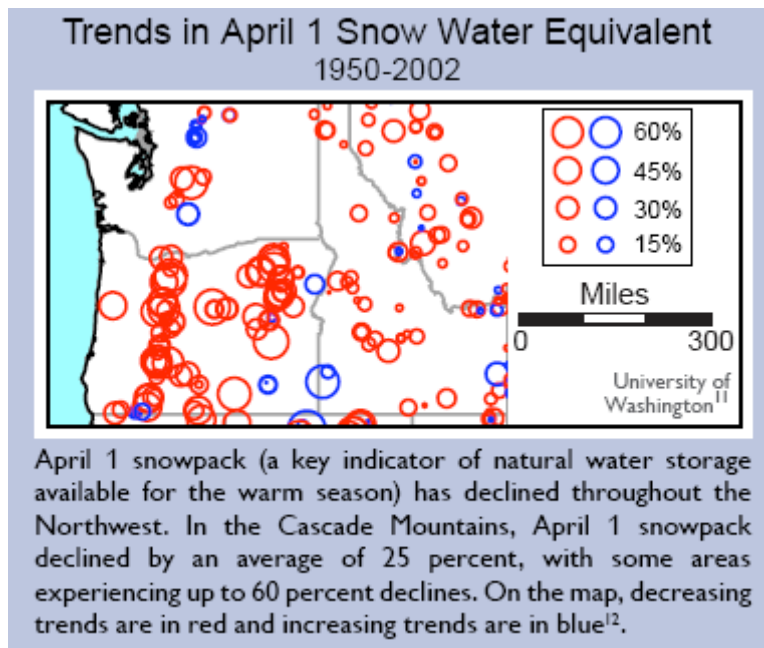 Trends in April 1 Snow Water Equivalent
1950-2002
60%
45%
30%
15%
Miles
0 300
University of
Washington¹¹
April 1 snowpack (a key indicator of natural water storage
available for the warm season) has declined throughout the
Northwest. In the Cascade Mountains, April 1 snowpack
declined by an average of 25 percent, with some areas
experiencing up to 60 percent declines. On the map, decreasing
trends are in red and increasing trends are in blue¹².